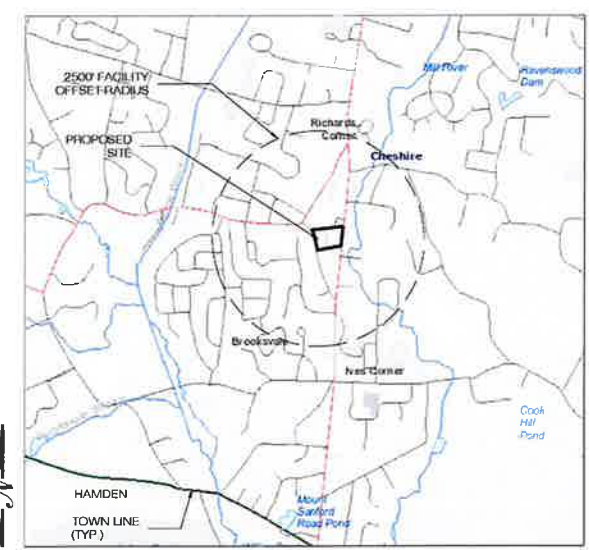 2500' FACILITY
OFFSET RADIUS
Mill River
Ravenswood
Dam
Richards
Corner
PROPOSED
SITE
Cheshire
Brooksvale
Ives Corner
Cook
Hill
Pond
N
HAMDEN
TOWN LINE
(TYP.)
Mount
Sanford
Road Pond